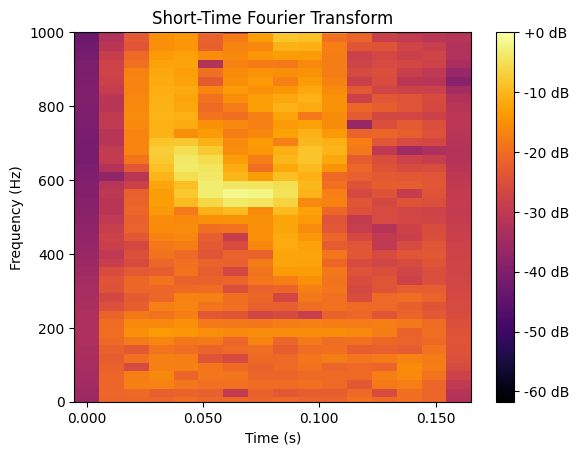 Short-Time Fourier Transform
1000
800
600
400
200
0
Frequency (Hz)
0.000
0.050
0.100
0.150
Time (s)
+0 dB
-10 dB
-20 dB
-30 dB
-40 dB
-50 dB
-60 dB